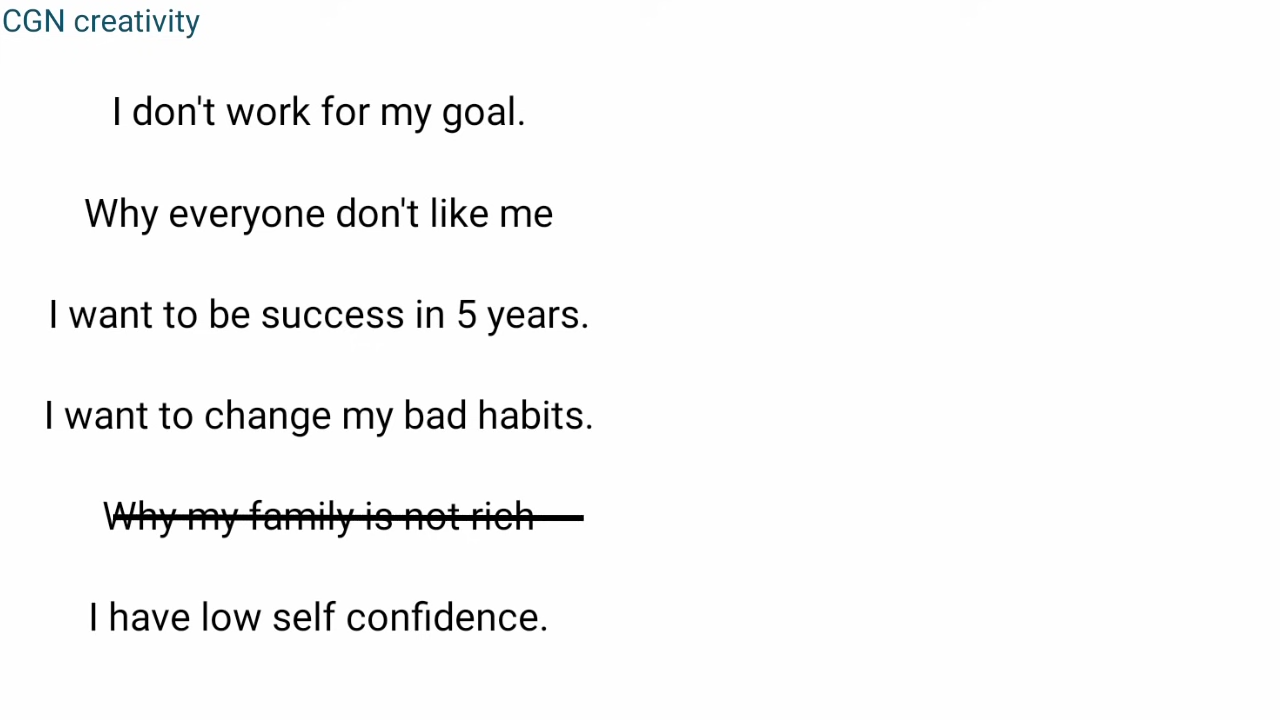 CGN creativity
I don't work for my goal.
Why everyone don't like me
I want to be success in 5 years.
I want to change my bad habits.
Why my family is not rich
I have low self confidence.